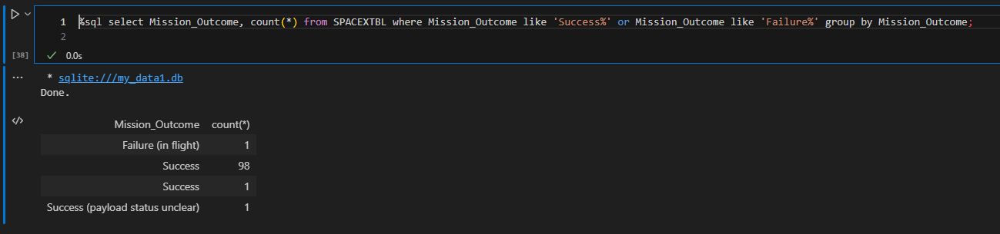 1 %sql select Mission_Outcome, count(*) from SPACEXTBL where Mission_Outcome like 'Success%' or Mission_Outcome like 'Failure%' group by Mission_Outcome;
2
[38] 0.0s
* sqlite:///my_data1.db
Done.
Mission_Outcome count(*)
Failure (in flight) 1
Success 98
Success 1
Success (payload status unclear) 1